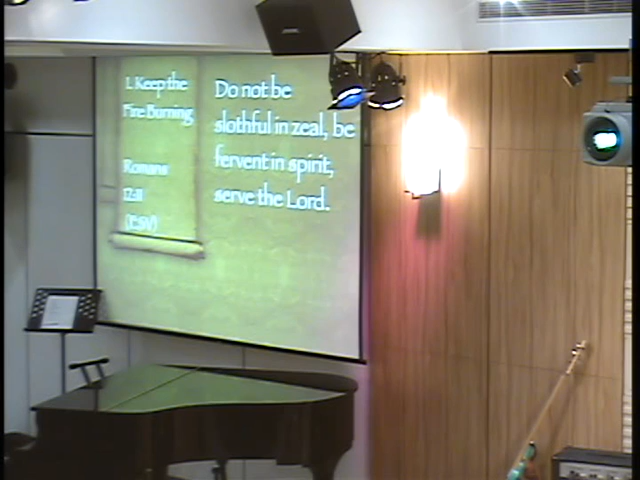 1. Keep the
Fire Burning
Romans
12:11
(ESV)
Do not be
slothful in zeal, be
fervent in spirit,
serve the Lord.